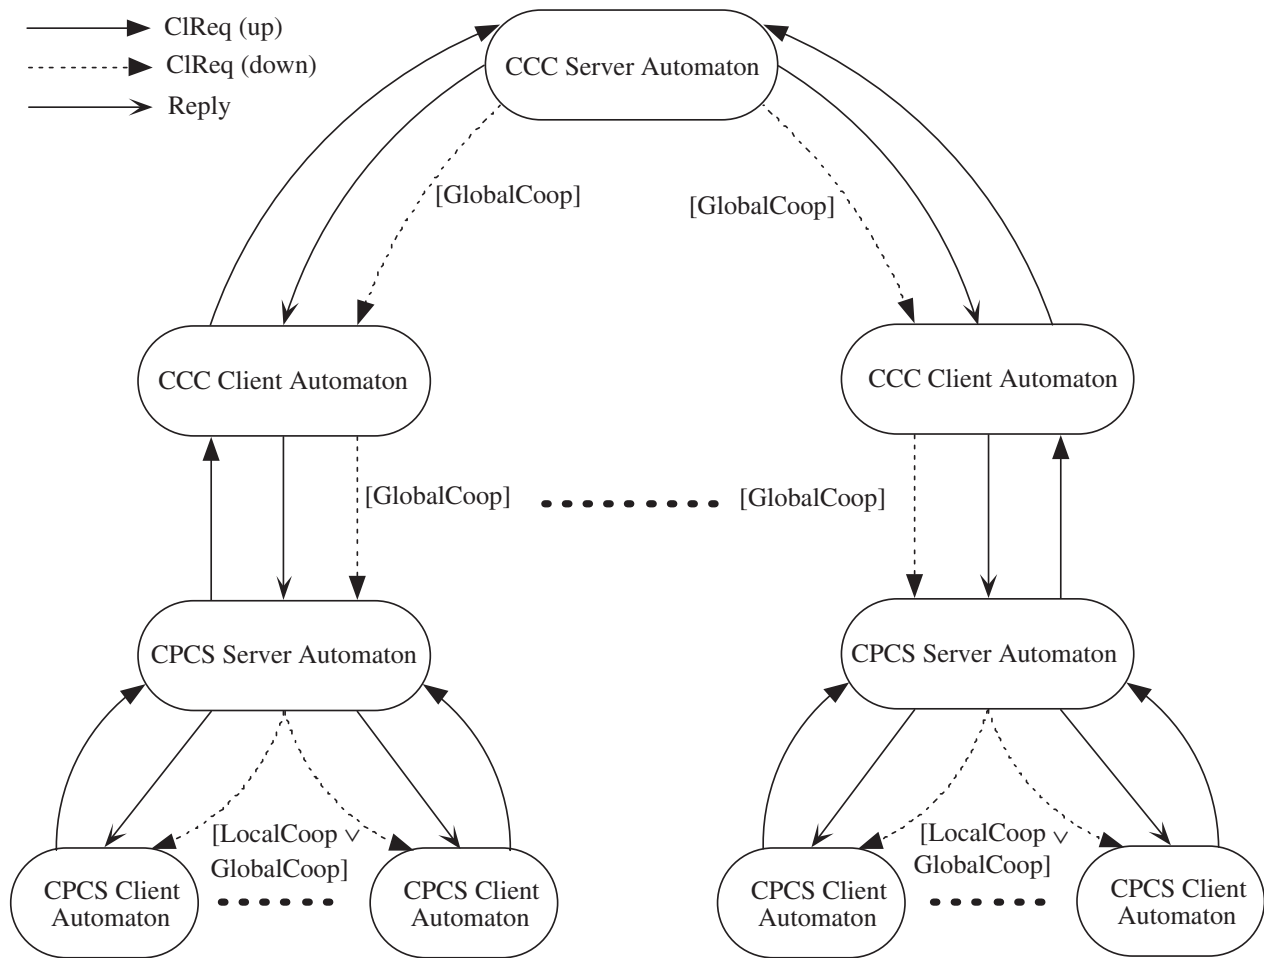 ClReq (up)
ClReq (down)
Reply
CCC Server Automaton
[GlobalCoop]
[GlobalCoop]
CCC Client Automaton
CCC Client Automaton
[GlobalCoop]
[GlobalCoop]
CPCS Server Automaton
CPCS Server Automaton
[LocalCoop ∨
GlobalCoop]
[LocalCoop ∨
GlobalCoop]
CPCS Client
Automaton
CPCS Client
Automaton
CPCS Client
Automaton
CPCS Client
Automaton